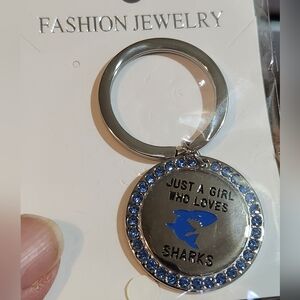 FASHION JEWELRY
JUST A GIRL
WHO LOVES
SHARKS